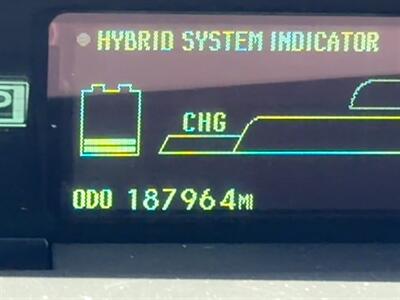 HYBRID SYSTEM INDICATOR
P
CHG
ODO 187964MI